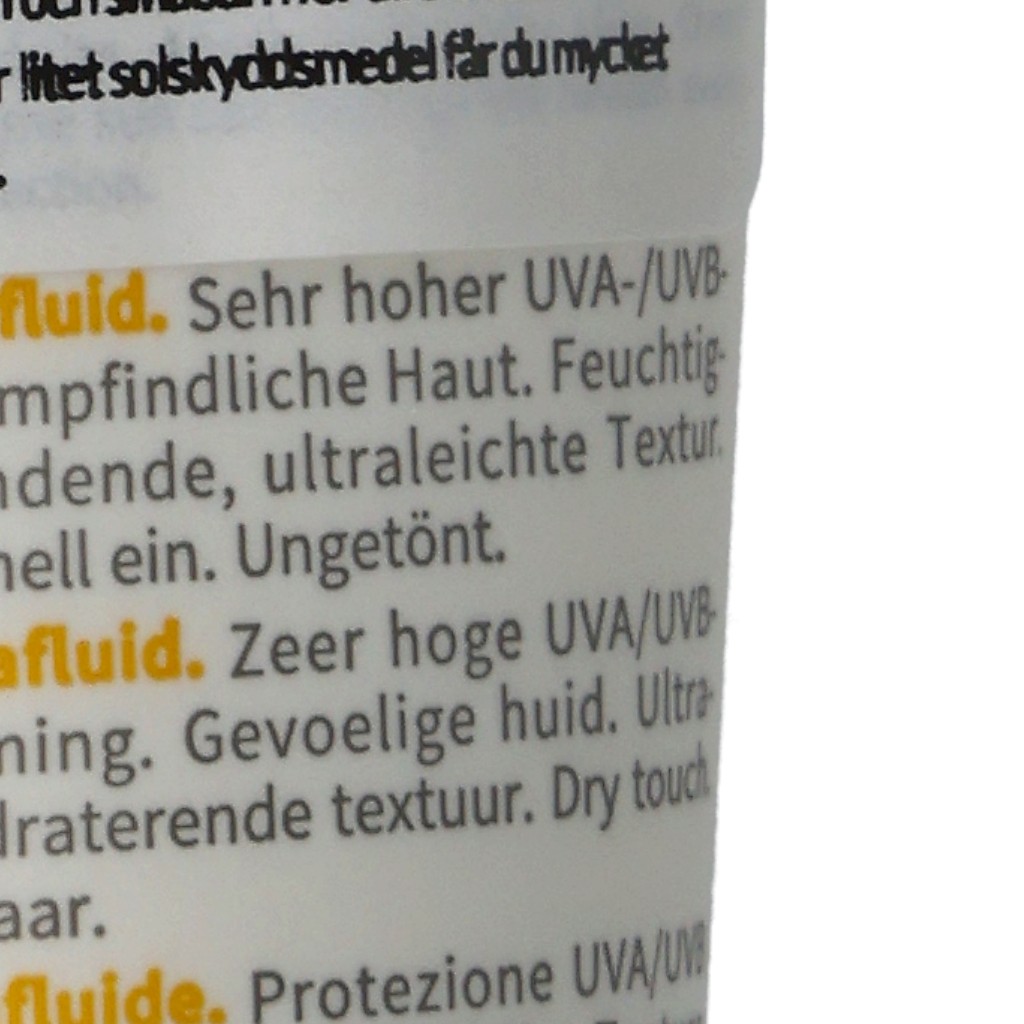 r litet solskyddsmedel får du mycket
.
fluid. Sehr hoher UVA-/UVB-
mpfindliche Haut. Feuchtig-
ndende, ultraleichte Textur.
nell ein. Ungetönt.
afluid. Zeer hoge UVA/UVB-
ning. Gevoelige huid. Ultra-
draterende textuur. Dry touch.
aar.
fluide. Protezione UVA/UVB